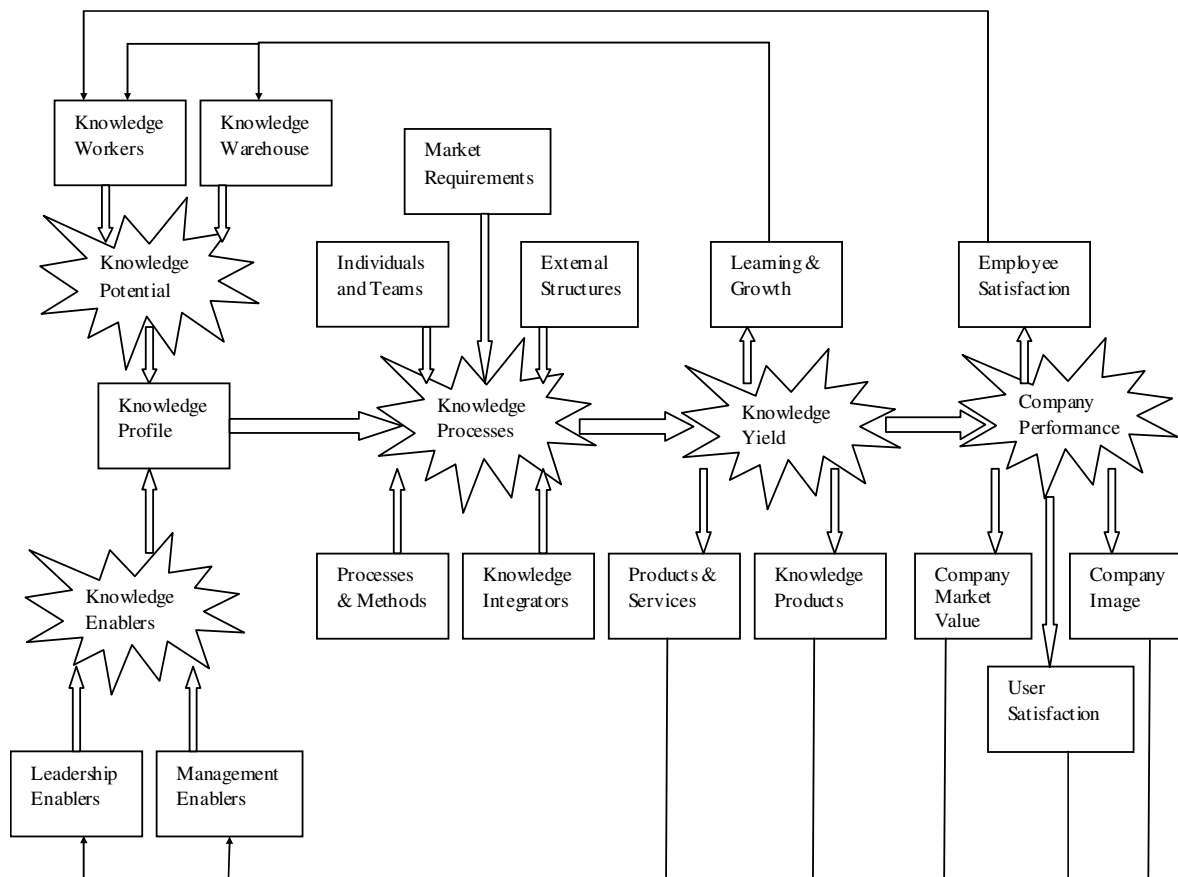 Knowledge
Workers
Knowledge
Warehouse
Market
Requirements
Knowledge
Potential
Individuals
and Teams
External
Structures
Learning &
Growth
Employee
Satisfaction
Knowledge
Profile
Knowledge
Processes
Knowledge
Yield
Company
Performance
Knowledge
Enablers
Processes
& Methods
Knowledge
Integrators
Products &
Services
Knowledge
Products
Company
Market
Value
Company
Image
User
Satisfaction
Leadership
Enablers
Management
Enablers